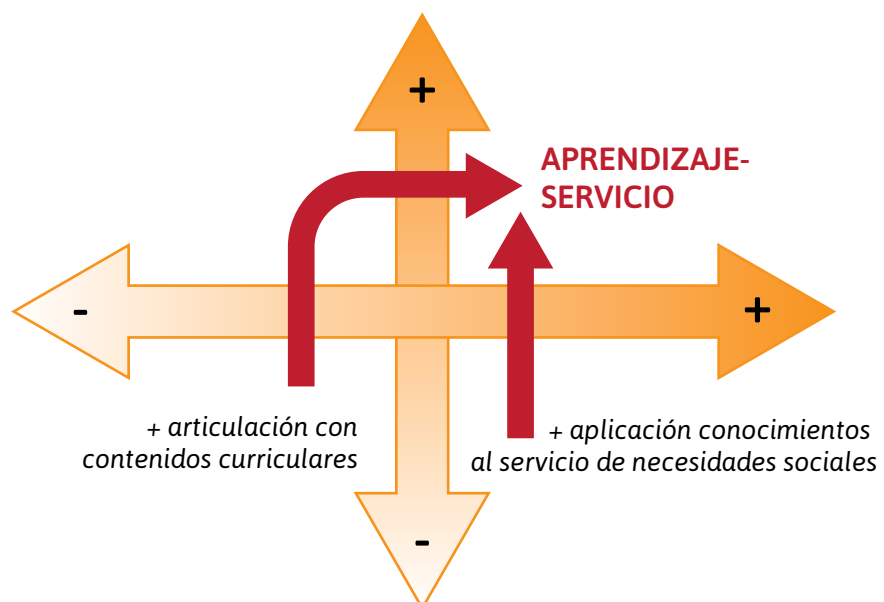 +
APRENDIZAJE-
SERVICIO
-
+
+ articulación con
contenidos curriculares
+ aplicación conocimientos
al servicio de necesidades sociales
-